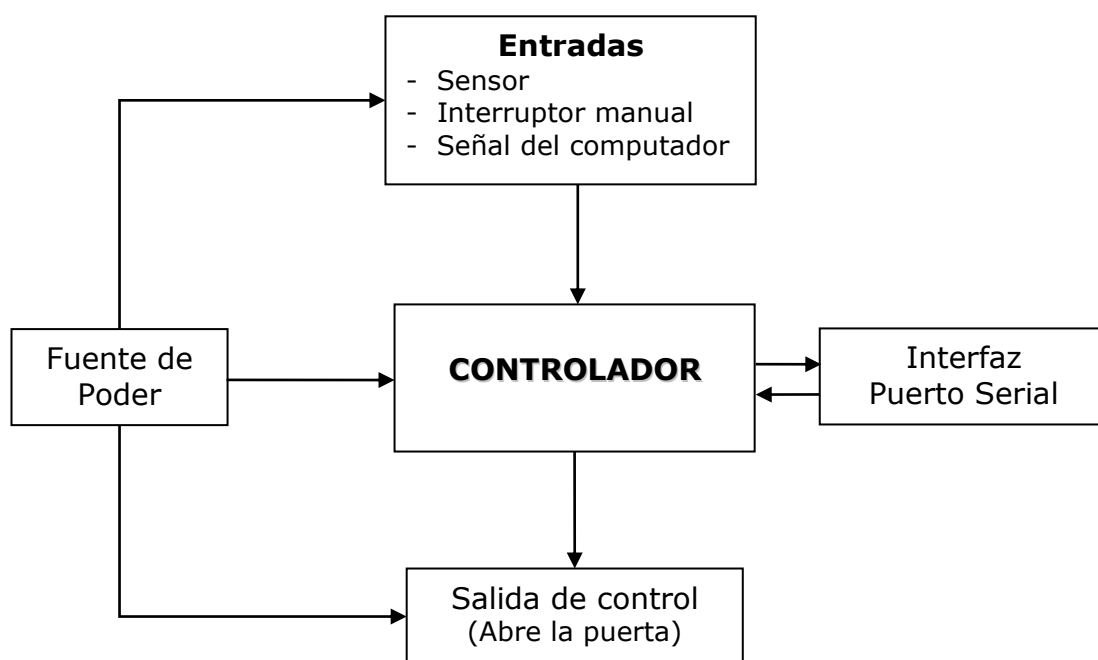 Entradas
- Sensor
- Interruptor manual
- Señal del computador
Fuente de
Poder
CONTROLADOR
Interfaz
Puerto Serial
Salida de control
(Abre la puerta)